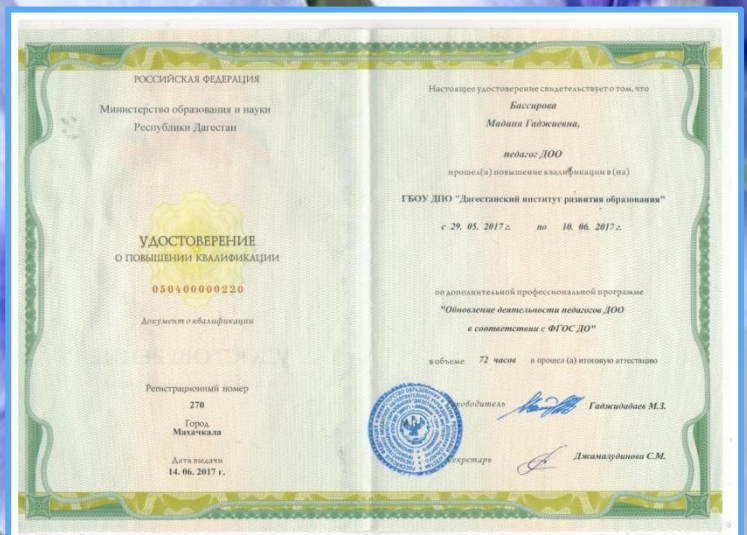 РОССИЙСКАЯ ФЕДЕРАЦИЯ
Министерство образования и науки
Республики Дагестан
УДОСТОВЕРЕНИЕ
О ПОВЫШЕНИИ КВАЛИФИКАЦИИ
050400000220
Документ о квалификации
Регистрационный номер
270
Город
Махачкала
Дата выдачи
14. 06. 2017 г.
Настоящее удостоверение свидетельствует о том, что
Бассирова
Мадина Гаджиевна,
педагог ДОО
прошел(а) повышение квалификации в (на)
ГБОУ ДПО "Дагестанский институт развития образования"
с 29. 05. 2017 г. по 10. 06. 2017 г.
по дополнительной профессиональной программе
"Обновление деятельности педагогов ДОО
в соответствии с ФГОС ДО"
в объеме 72 часов и прошел (а) итоговую аттестацию
Руководитель Гаджидадаев М.З.
Секретарь Джамалудинова С.М.